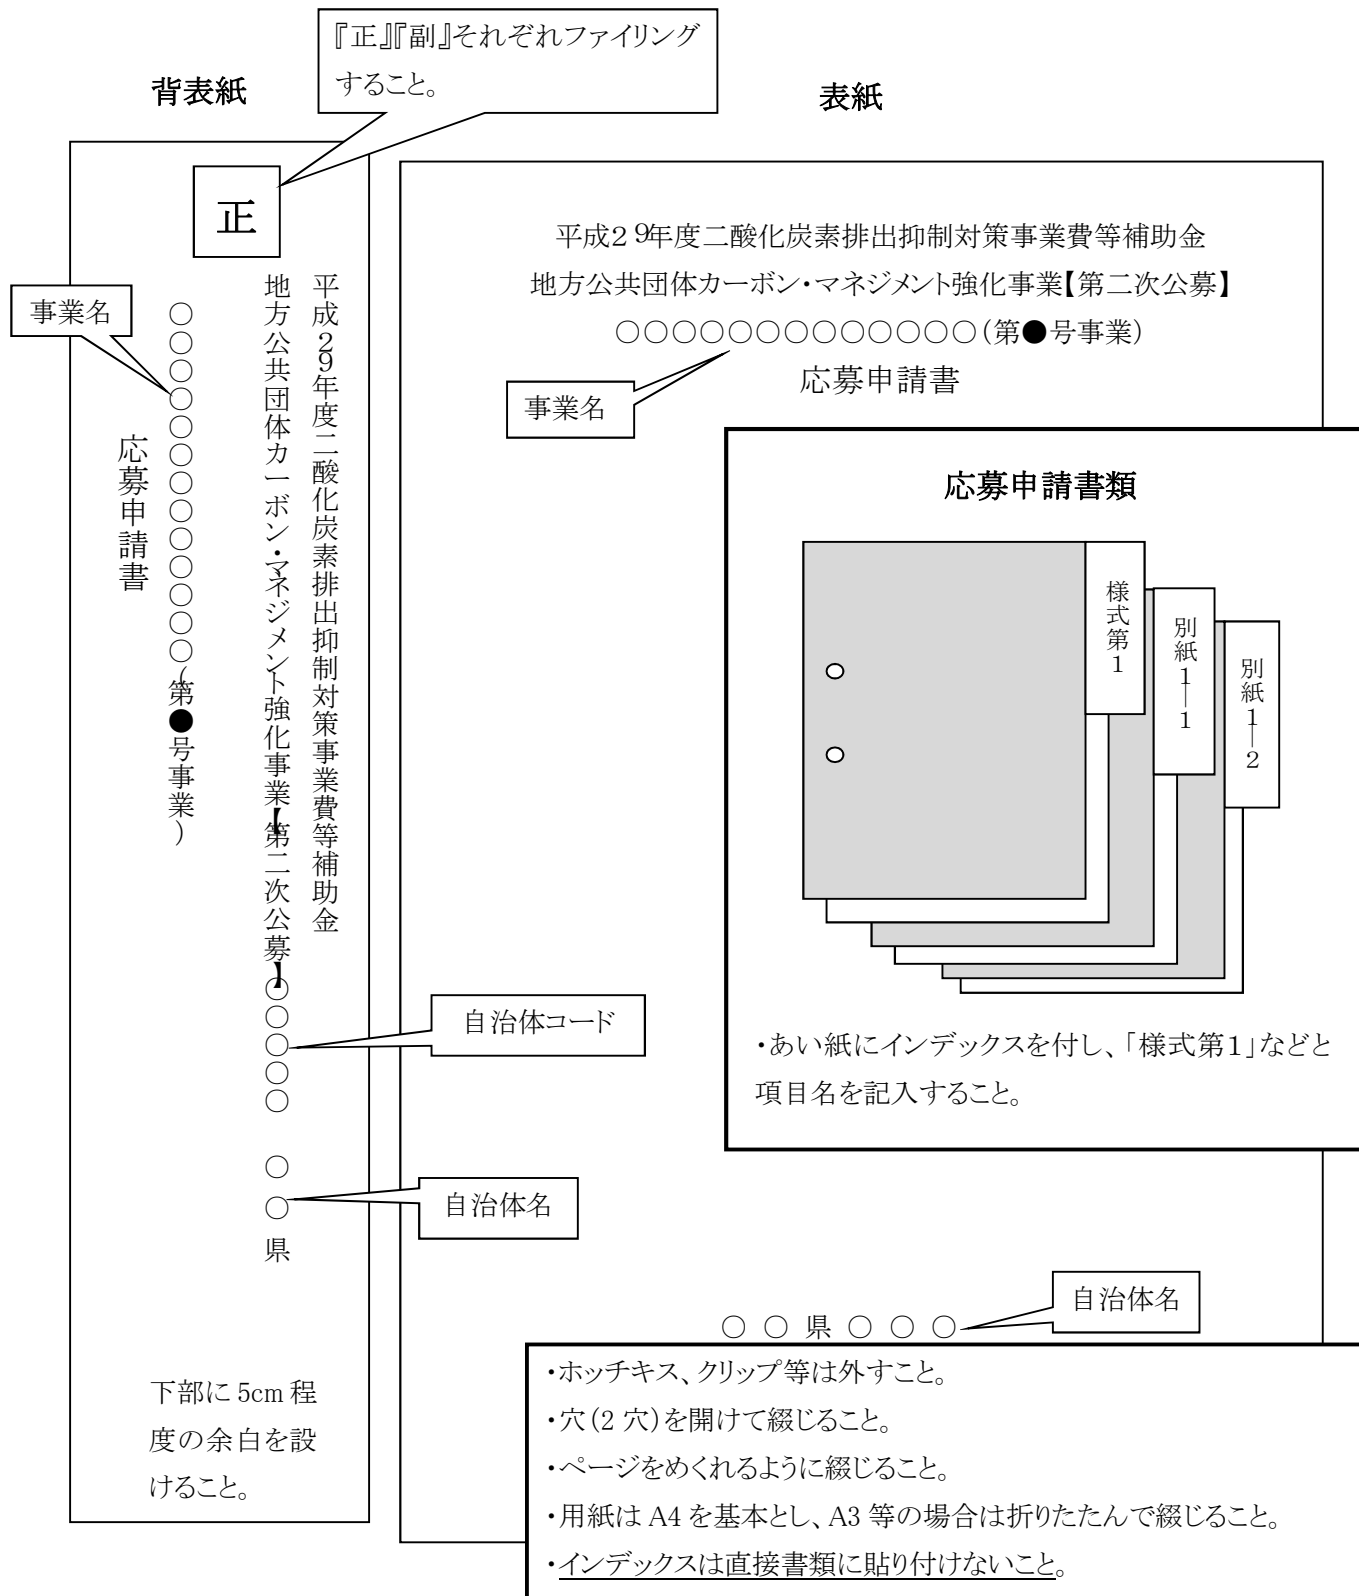 『正』『副』それぞれファイリング
すること。
背表紙
表紙
正
平成29年度二酸化炭素排出抑制対策事業費等補助金
地方公共団体カーボン・マネジメント強化事業【第二次公募】○○○○○ ○○県
○○○○○○○○○○○○○(第●号事業)
応募申請書
事業名
自治体コード
自治体名
下部に5cm程
度の余白を設
けること。
平成29年度二酸化炭素排出抑制対策事業費等補助金
地方公共団体カーボン・マネジメント強化事業【第二次公募】
○○○○○○○○○○○○○(第●号事業)
応募申請書
事業名
応募申請書類
様式第1
別紙1―1
別紙1―2
・あい紙にインデックスを付し、「様式第1」などと
項目名を記入すること。
自治体名
○○県○○○
・ホッチキス、クリップ等は外すこと。
・穴(2穴)を開けて綴じること。
・ページをめくれるように綴じること。
・用紙はA4を基本とし、A3等の場合は折りたたんで綴じること。
・インデックスは直接書類に貼り付けないこと。